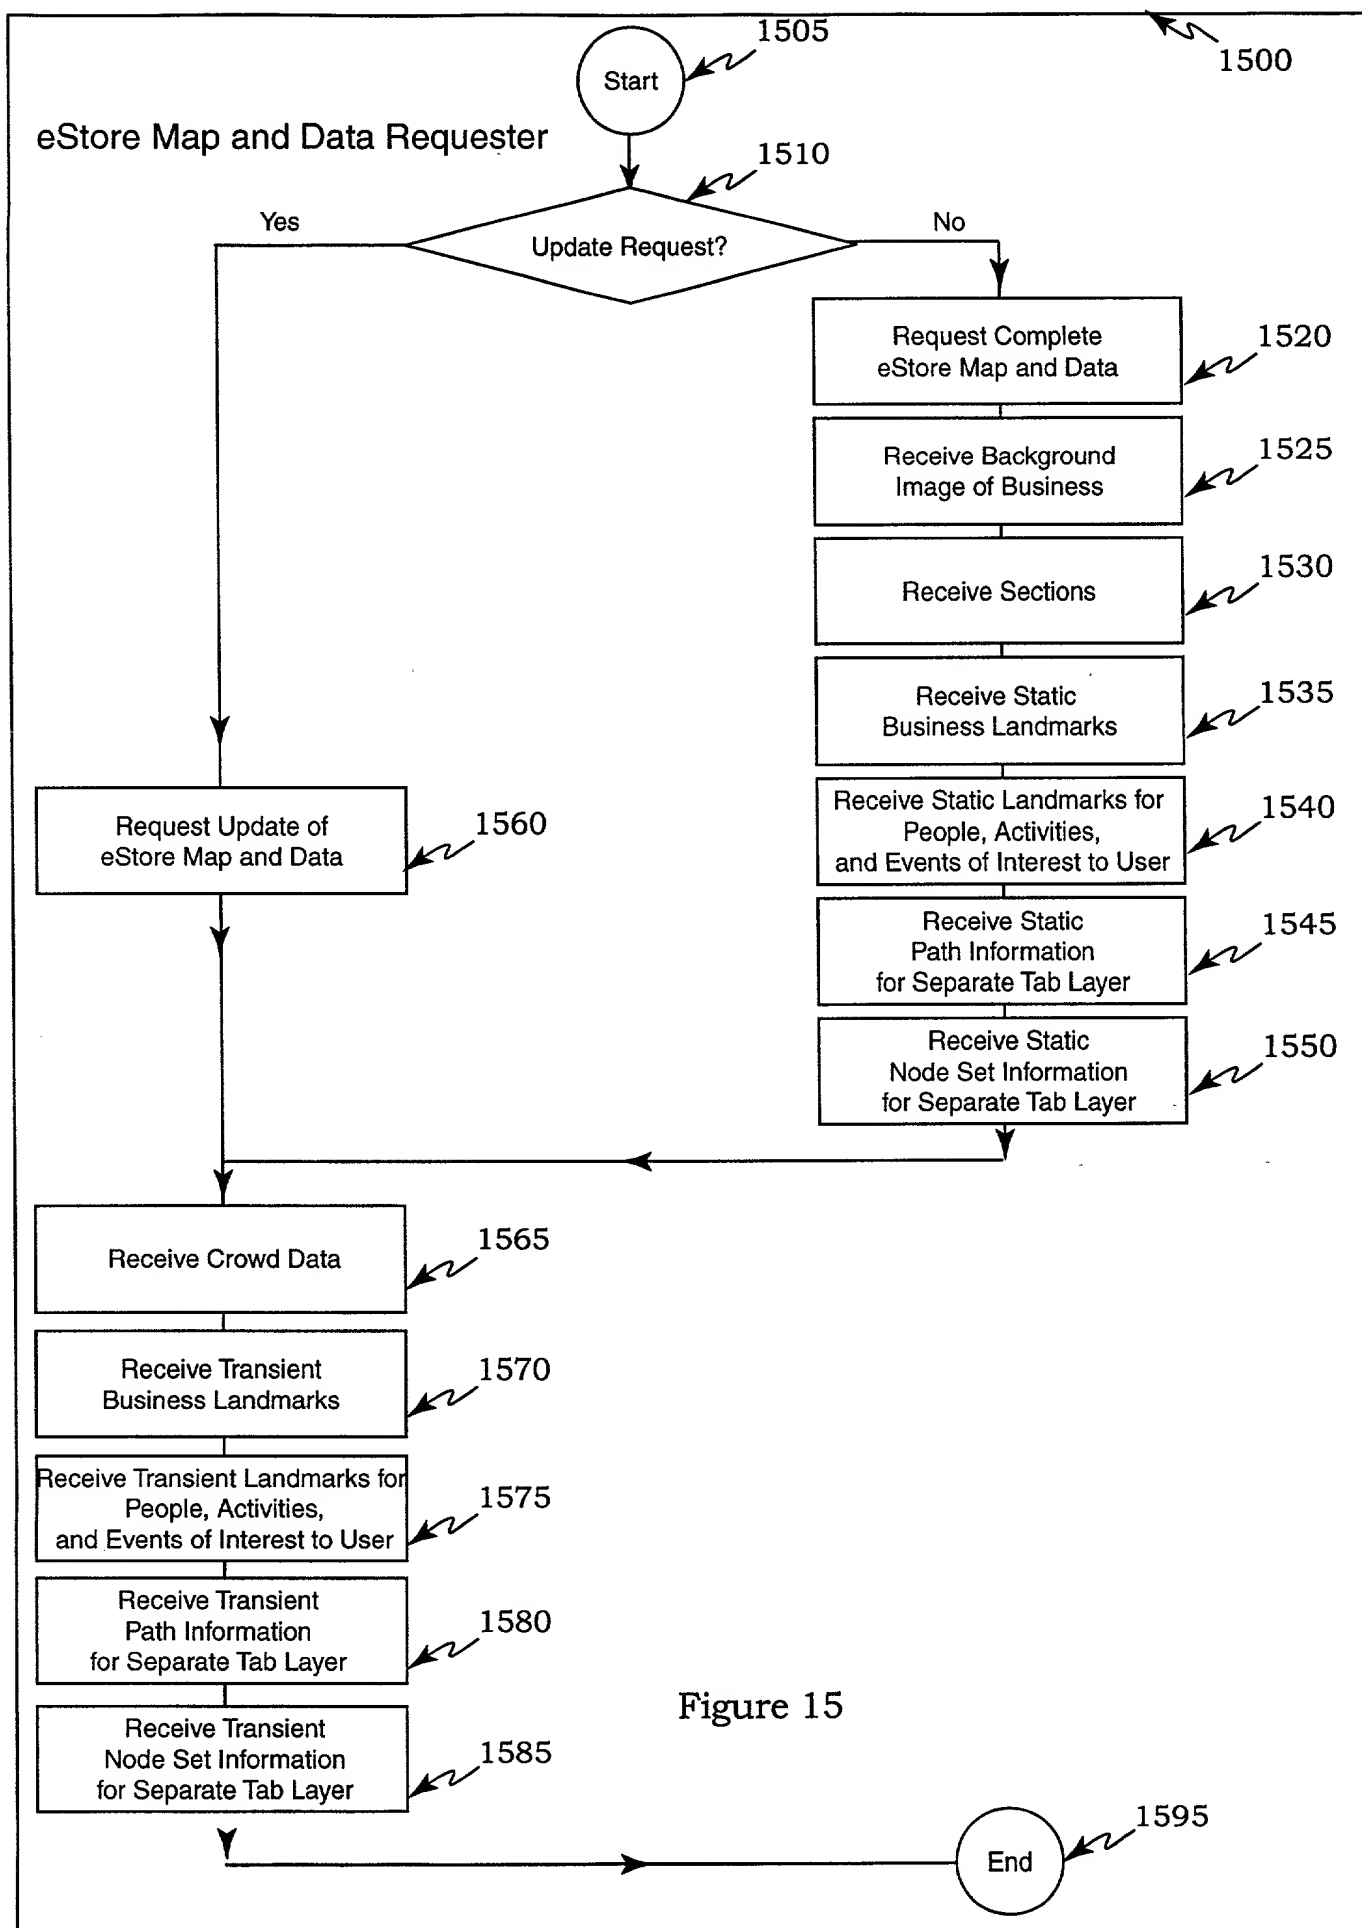 1505
1500
Start
eStore Map and Data Requester
1510
Yes
No
Update Request?
Request Complete
eStore Map and Data
1520
Receive Background
Image of Business
1525
Receive Sections
1530
Receive Static
Business Landmarks
1535
Receive Static Landmarks for
People, Activities,
and Events of Interest to User
1540
Request Update of
eStore Map and Data
1560
Receive Static
Path Information
for Separate Tab Layer
1545
Receive Static
Node Set Information
for Separate Tab Layer
1550
Receive Crowd Data
1565
Receive Transient
Business Landmarks
1570
Receive Transient Landmarks for
People, Activities,
and Events of Interest to User
1575
Receive Transient
Path Information
for Separate Tab Layer
1580
Figure 15
Receive Transient
Node Set Information
for Separate Tab Layer
1585
1595
End